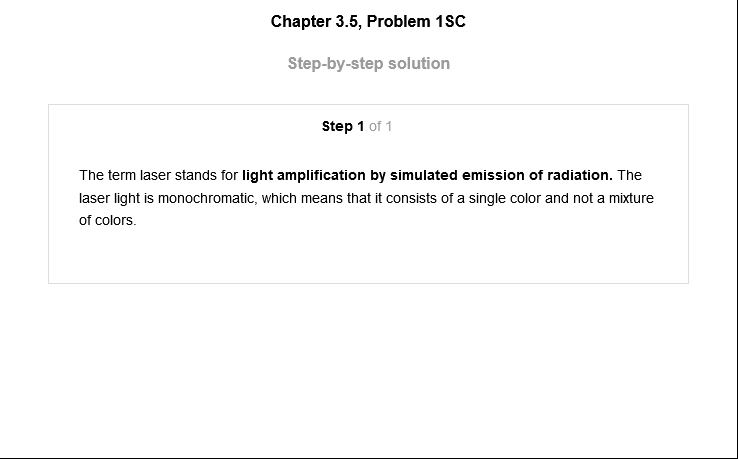 Chapter 3.5, Problem 1SC
Step-by-step solution
Step 1 of 1
The term laser stands for light amplification by simulated emission of radiation. The
laser light is monochromatic, which means that it consists of a single color and not a mixture
of colors.